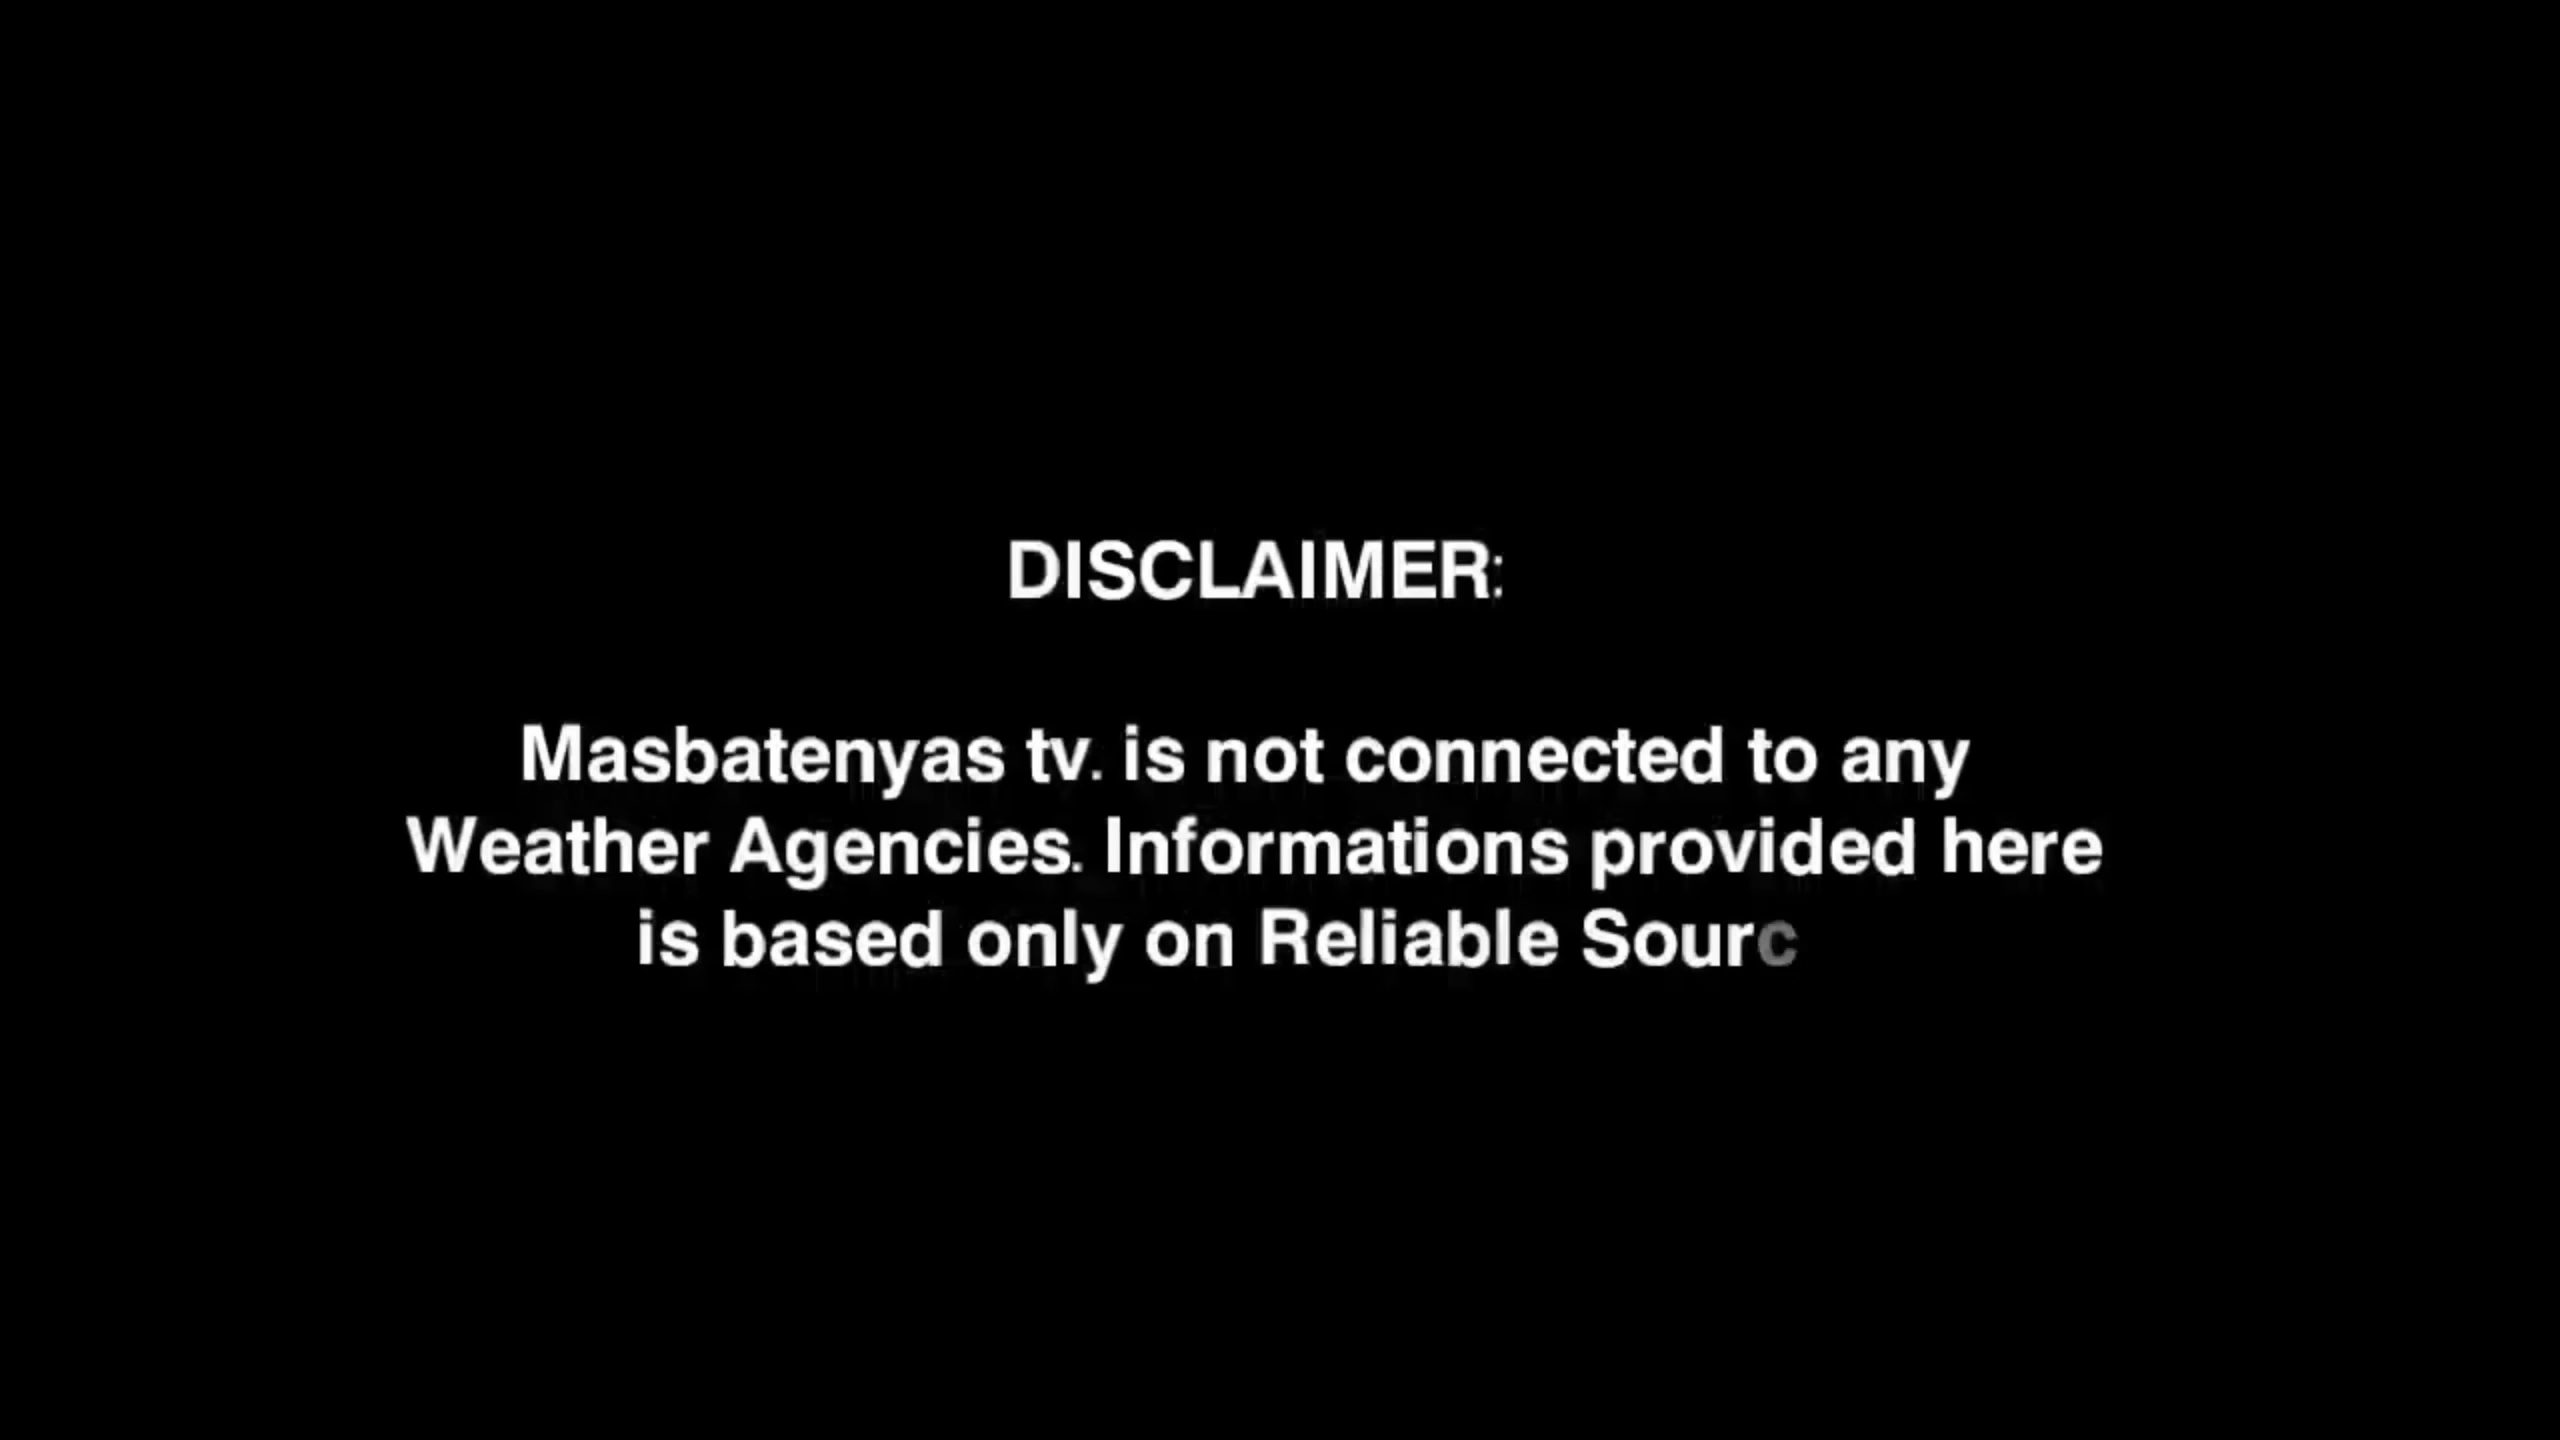 DISCLAIMER:
Masbatenyas tv. is not connected to any
Weather Agencies. Informations provided here
is based only on Reliable Sourc